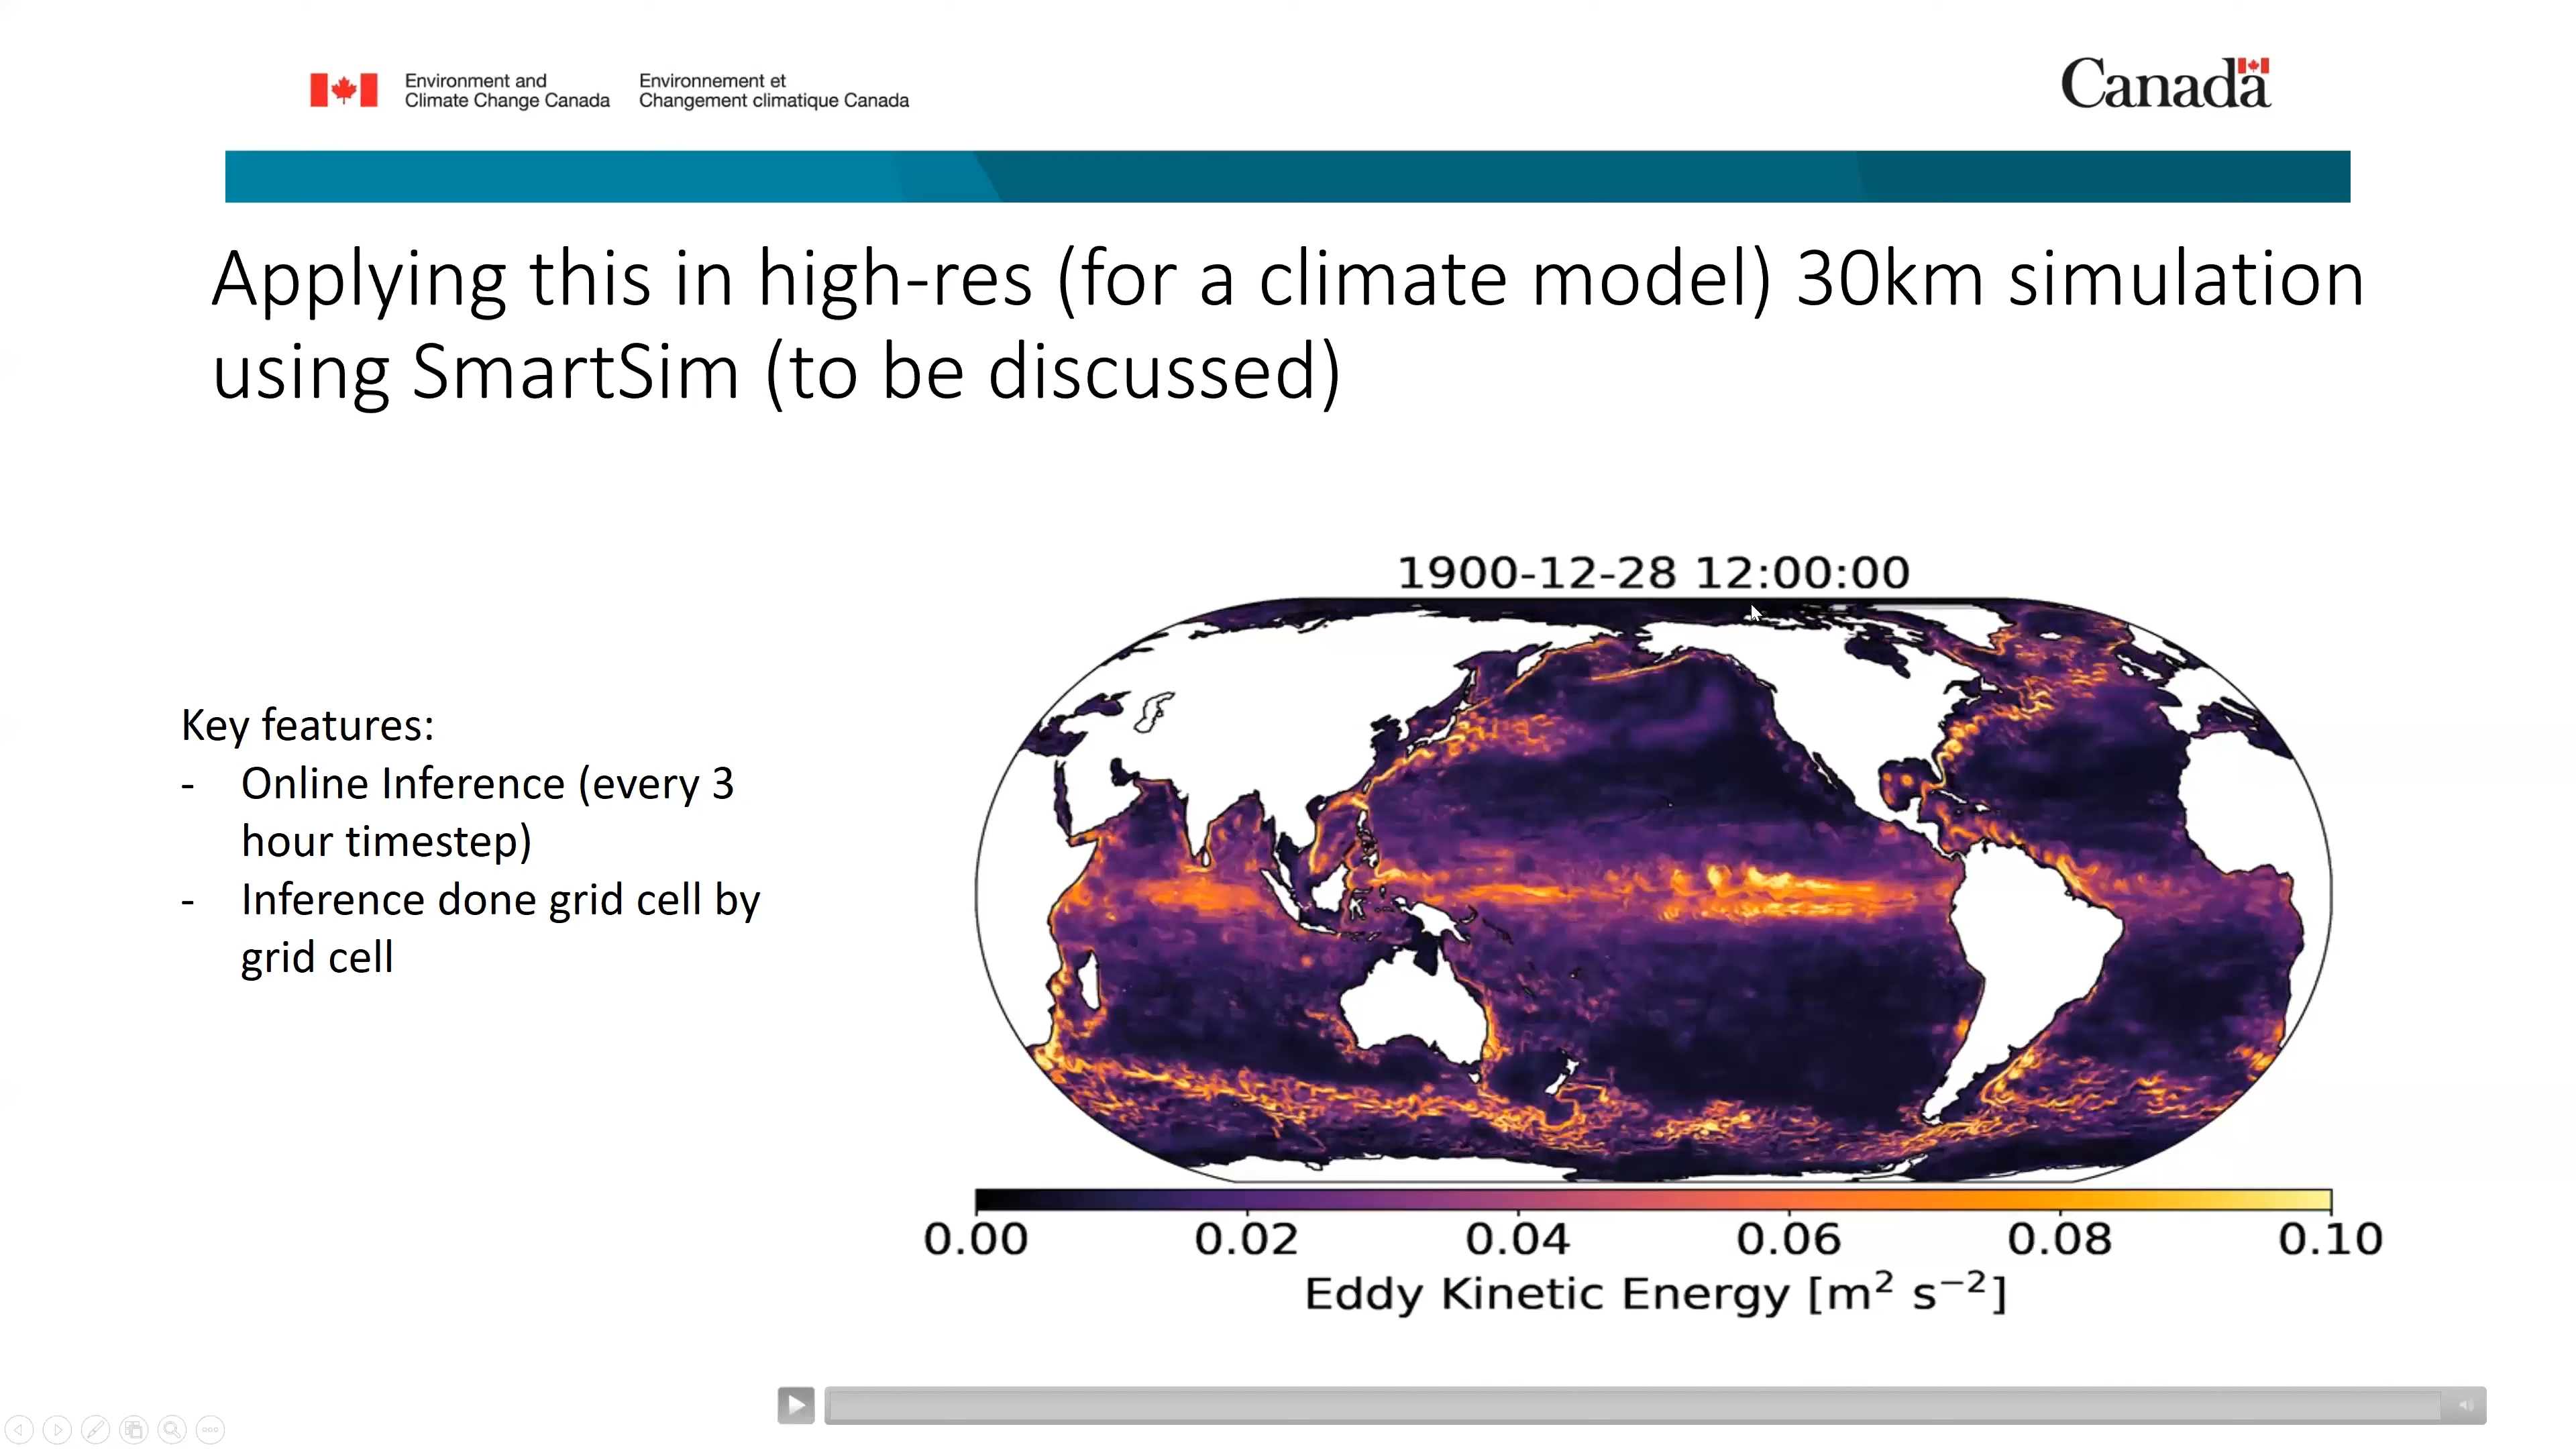 Environment and
Climate Change Canada
Environnement et
Changement climatique Canada
Canada
Applying this in high-res (for a climate model) 30km simulation
using SmartSim (to be discussed)
Key features:
- Online Inference (every 3
hour timestep)
- Inference done grid cell by
grid cell
1900-12-28 12:00:00
0.00 0.02 0.04 0.06 0.08 0.10
Eddy Kinetic Energy [m² s⁻²]